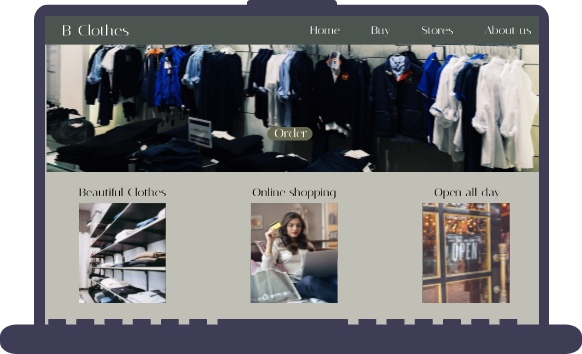 B Clothes
Home Buy Stores About us
Order
Beautiful Clothes Online shopping Open all day
OPEN